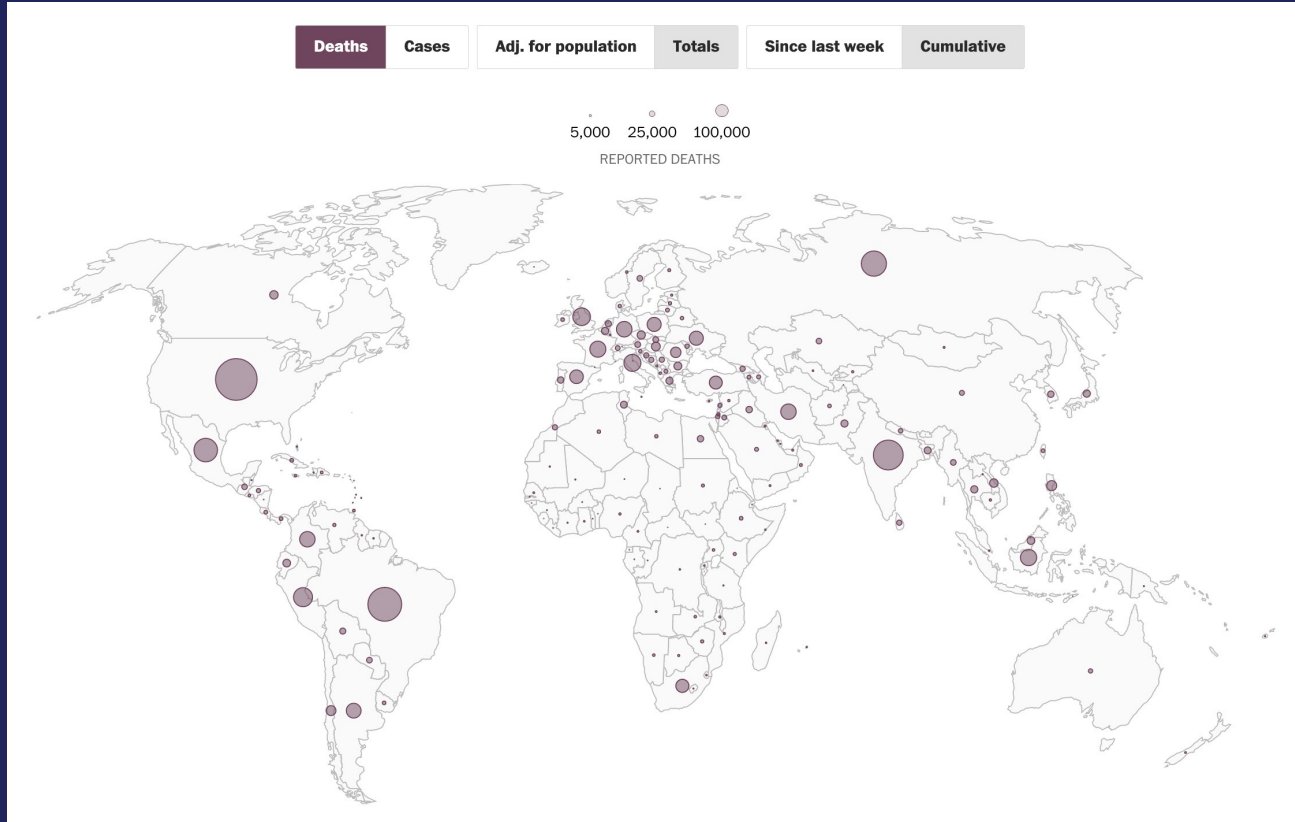 Deaths Cases Adj. for population Totals Since last week Cumulative
5,000 25,000 100,000
REPORTED DEATHS